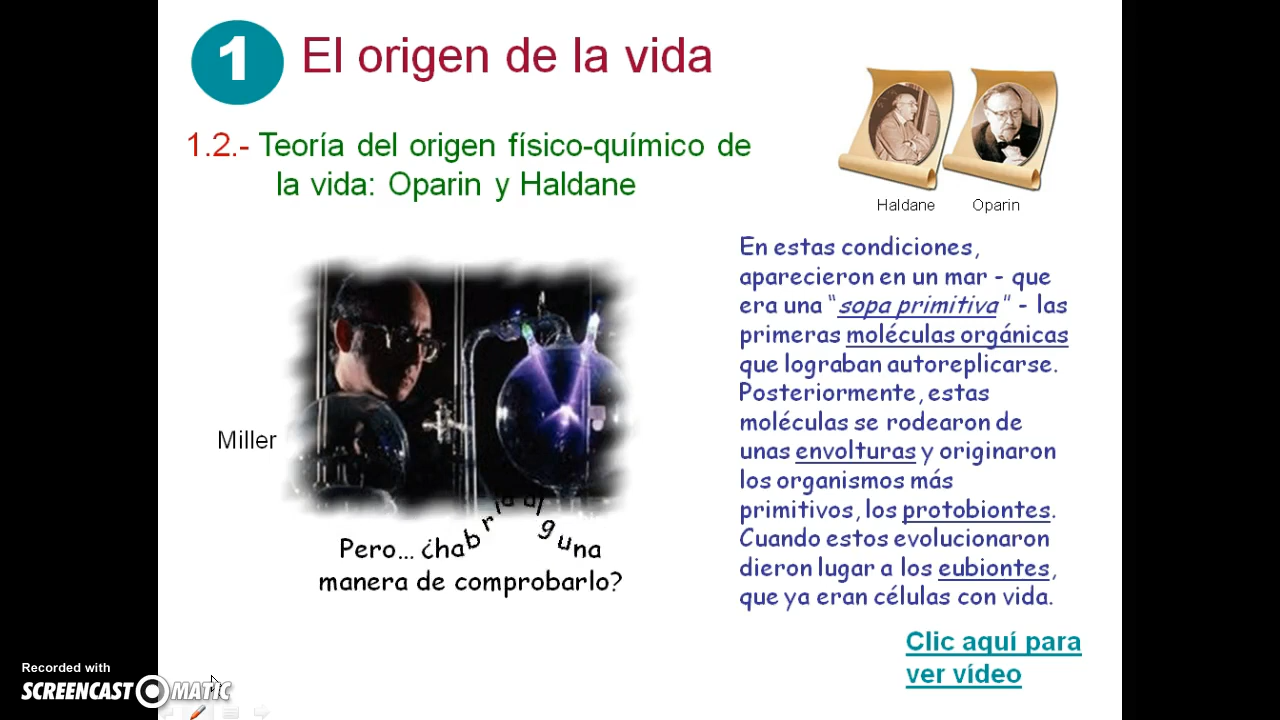 1 El origen de la vida
1.2.- Teoría del origen físico-químico de
la vida: Oparin y Haldane
Haldane Oparin
Miller
Pero... ¿habría alguna
manera de comprobarlo?
En estas condiciones,
aparecieron en un mar - que
era una “sopa primitiva” - las
primeras moléculas orgánicas
que lograban autoreplicarse.
Posteriormente, estas
moléculas se rodearon de
unas envolturas y originaron
los organismos más
primitivos, los protobiontes.
Cuando estos evolucionaron
dieron lugar a los eubiontes,
que ya eran células con vida.
Clic aquí para
ver vídeo
Recorded with
SCREENCAST MATIC